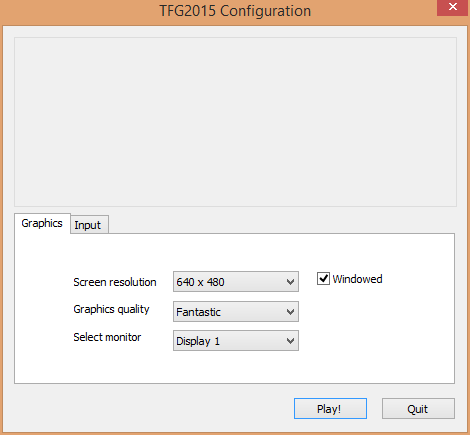 TFG2015 Configuration
Graphics
Input
Screen resolution 640 x 480 Windowed
Graphics quality Fantastic
Select monitor Display 1
Play! Quit